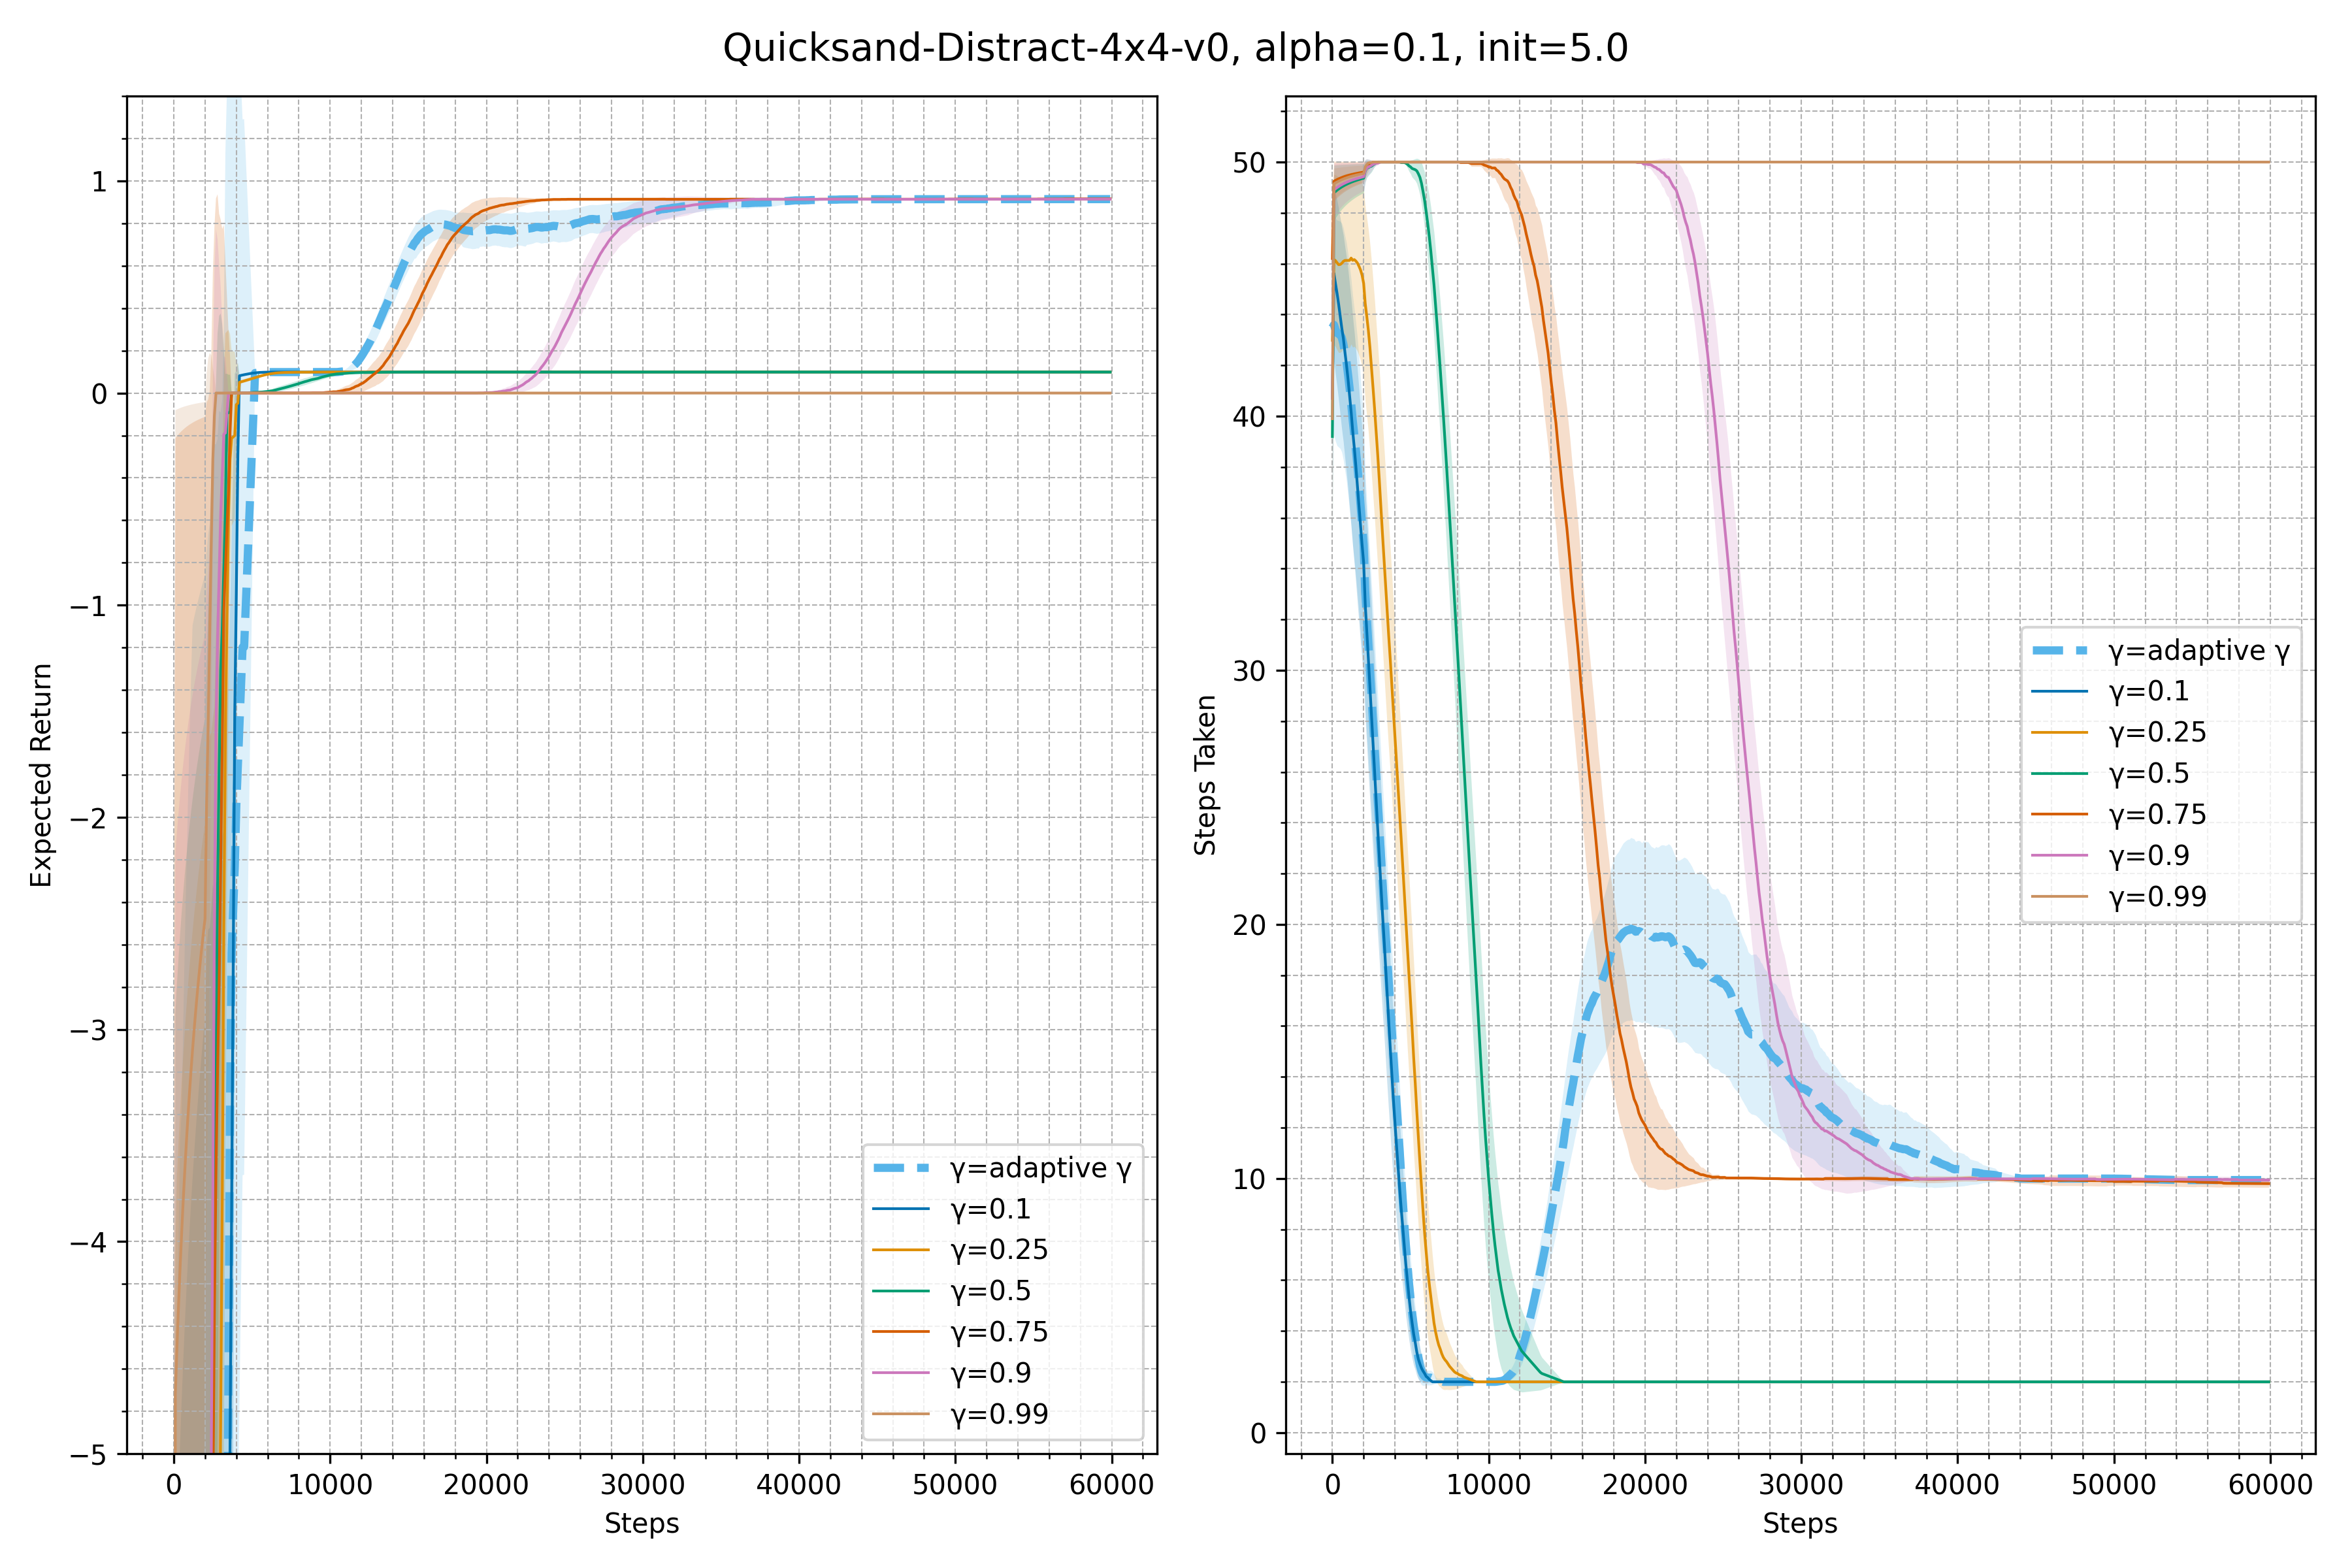 Quicksand-Distract-4x4-v0, alpha=0.1, init=5.0
Expected Return
1
0
−1
−2
−3
−4
−5
0
10000
20000
30000
40000
50000
60000
Steps
γ=adaptive γ
γ=0.1
γ=0.25
γ=0.5
γ=0.75
γ=0.9
γ=0.99
Steps Taken
50
40
30
20
10
0
0
10000
20000
30000
40000
50000
60000
Steps
γ=adaptive γ
γ=0.1
γ=0.25
γ=0.5
γ=0.75
γ=0.9
γ=0.99